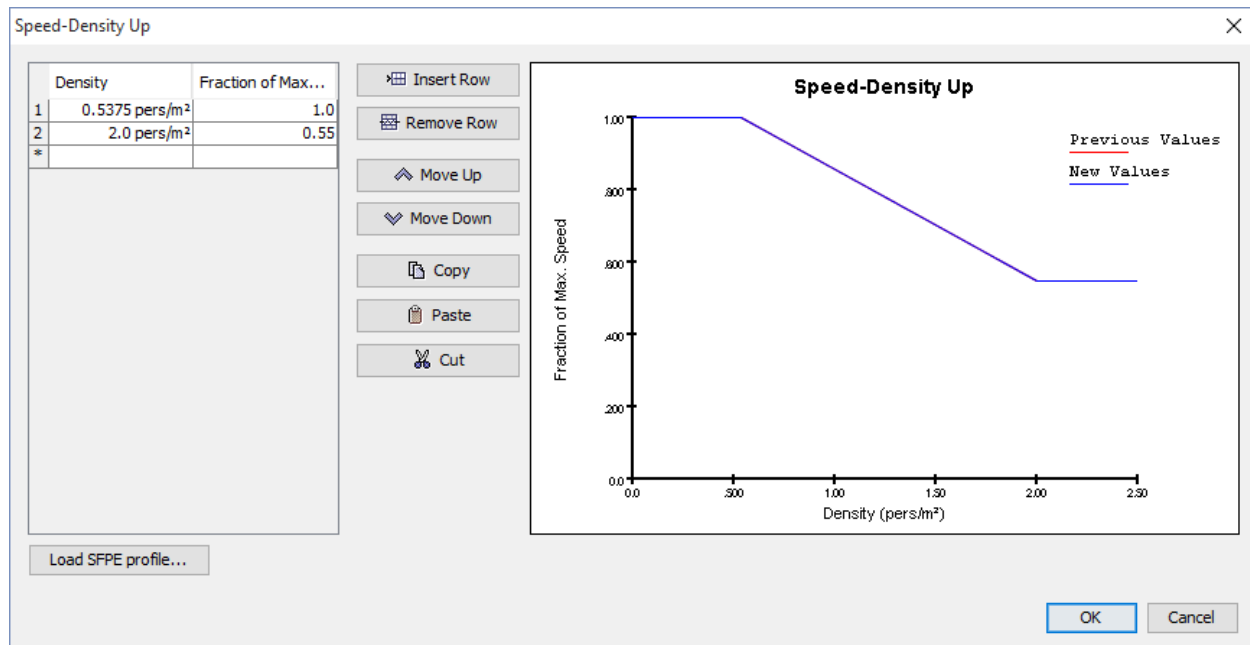 Speed-Density Up
Density Fraction of Max...
1 0.5375 pers/m² 1.0
2 2.0 pers/m² 0.55
*
Insert Row
Remove Row
Move Up
Move Down
Copy
Paste
Cut
Load SFPE profile...
Speed-Density Up
Previous Values
New Values
Fraction of Max. Speed
1.00
.800
.600
.400
.200
0.0
0.0 .500 1.00 1.50 2.00 2.50
Density (pers/m²)
OK Cancel